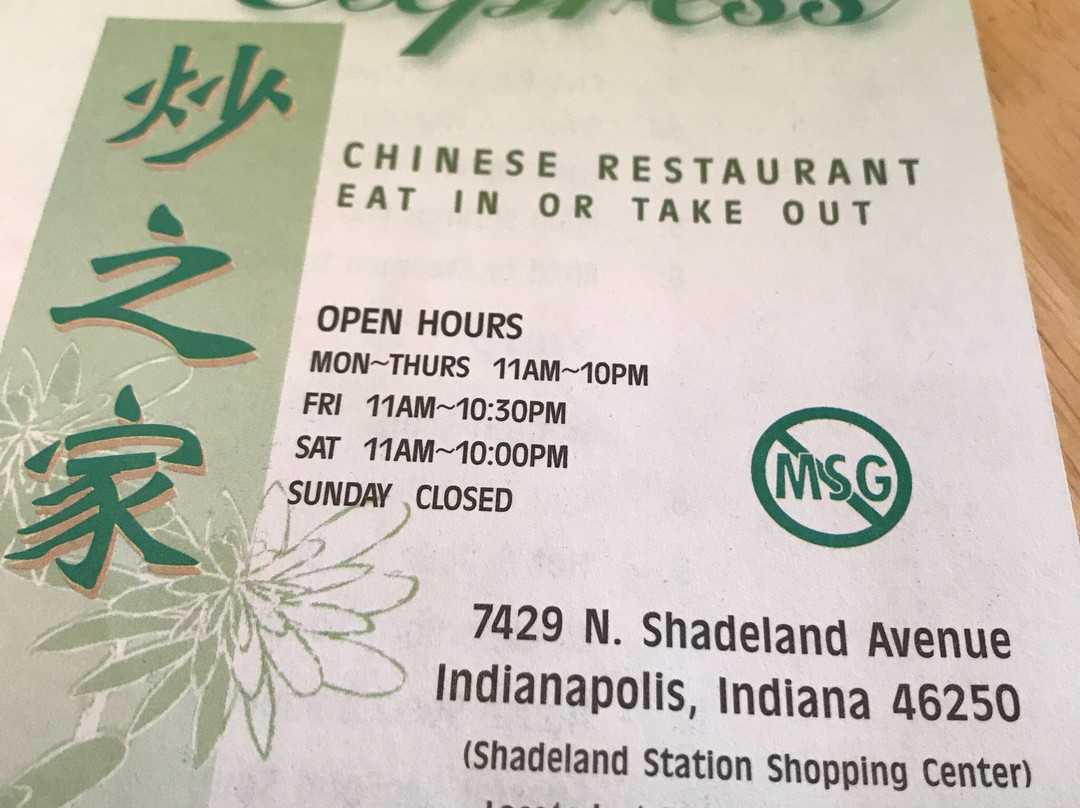 Express
炒之家
CHINESE RESTAURANT
EAT IN OR TAKE OUT
OPEN HOURS
MON~THURS 11AM~10PM
FRI 11AM~10:30PM
SAT 11AM~10:00PM
SUNDAY CLOSED
MSG
7429 N. Shadeland Avenue
Indianapolis, Indiana 46250
(Shadeland Station Shopping Center)